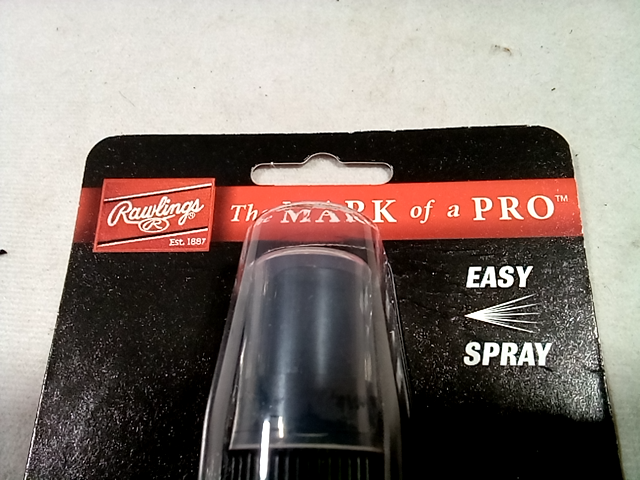 Rawlings®
R
Est. 1887
The MARK of a PRO™
EASY
SPRAY